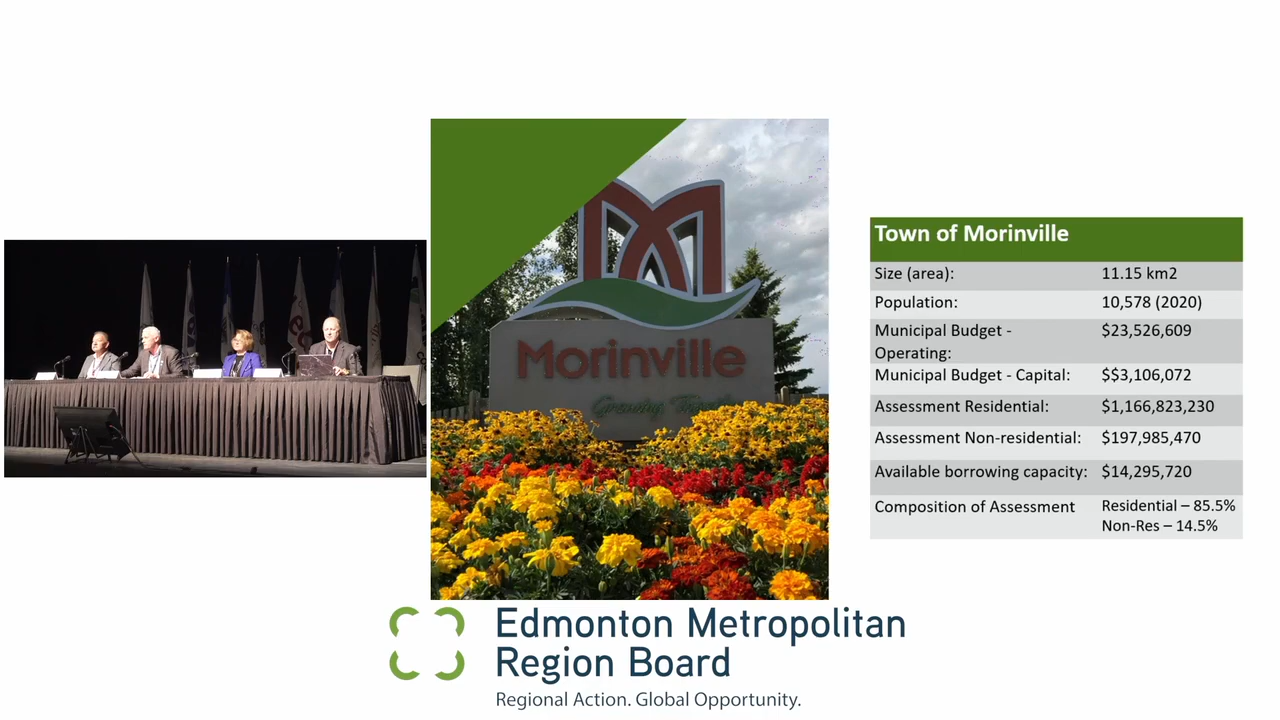 Morinville
Town of Morinville
Size (area): 11.15 km2
Population: 10,578 (2020)
Municipal Budget - $23,526,609
Operating:
Municipal Budget - Capital: $$3,106,072
Assessment Residential: $1,166,823,230
Assessment Non-residential: $197,985,470
Available borrowing capacity: $14,295,720
Composition of Assessment Residential – 85.5%
Non-Res – 14.5%
Edmonton Metropolitan
Region Board
Regional Action. Global Opportunity.